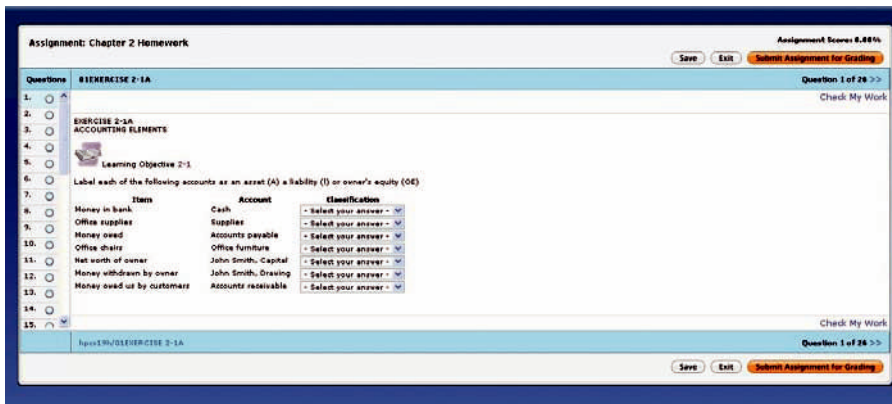 Assignment: Chapter 2 Homework
Assignment Score: 0.00%
Save Exit Submit Assignment for Grading
Questions 01EXERCISE 2-1A Question 1 of 26 >>
Check My Work
1.
2.
3.
4.
5.
6.
7.
8.
9.
10.
11.
12.
13.
14.
15.
EXERCISE 2-1A
ACCOUNTING ELEMENTS
Learning Objective 2-1
Label each of the following accounts as an asset (A) a liability (l) or owner's equity (OE)
Item Account Classification
Money in bank Cash - Select your answer -
Office supplies Supplies - Select your answer -
Money owed Accounts payable - Select your answer -
Office chairs Office furniture - Select your answer -
Net worth of owner John Smith, Capital - Select your answer -
Money withdrawn by owner John Smith, Drawing - Select your answer -
Money owed us by customers Accounts receivable - Select your answer -
Check My Work
Question 1 of 26 >>
Save Exit Submit Assignment for Grading